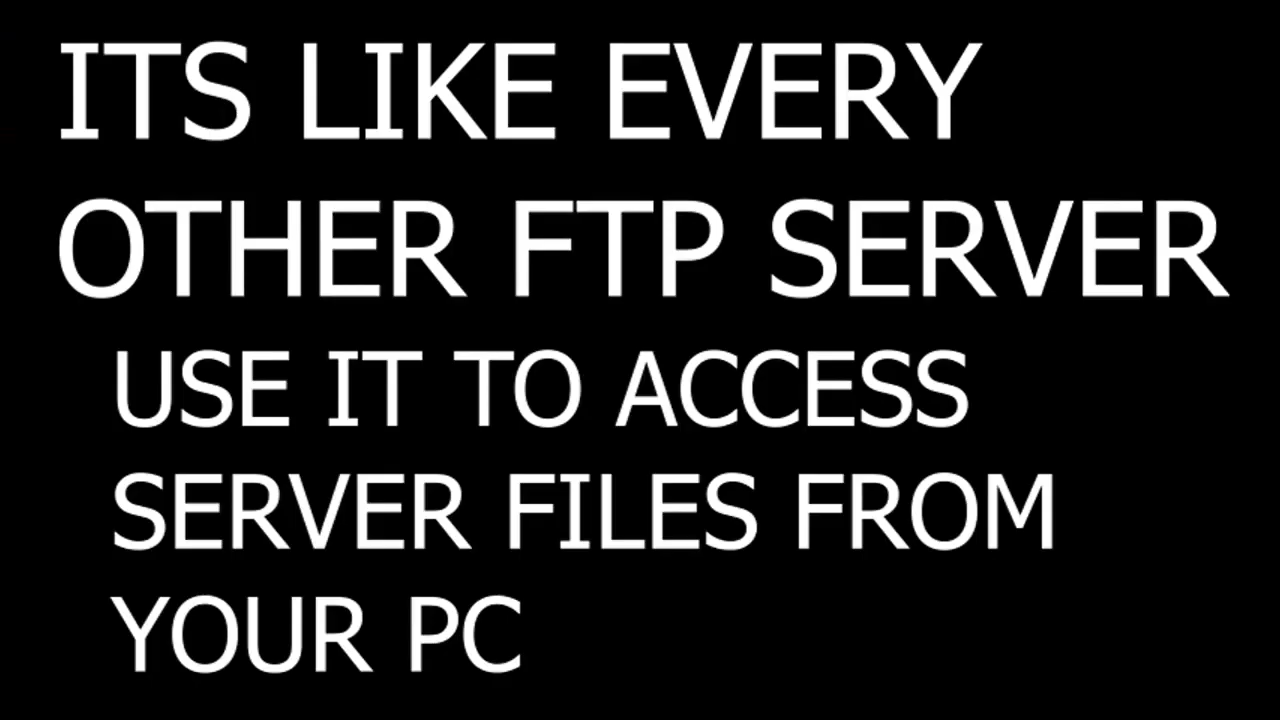 ITS LIKE EVERY
OTHER FTP SERVER
USE IT TO ACCESS
SERVER FILES FROM
YOUR PC